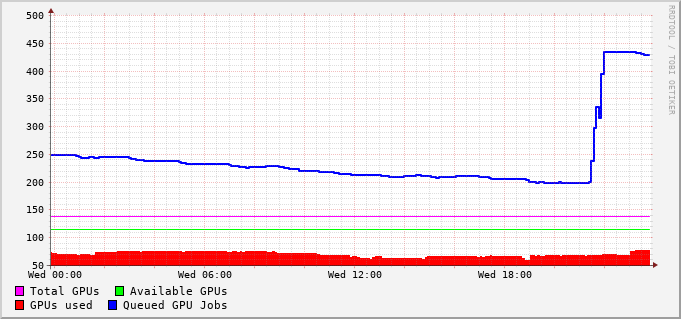 500
450
400
350
300
250
200
150
100
50
Wed 00:00 Wed 06:00 Wed 12:00 Wed 18:00
Total GPUs Available GPUs
GPUs used Queued GPU Jobs
RRDTOOL / TOBI OETIKER